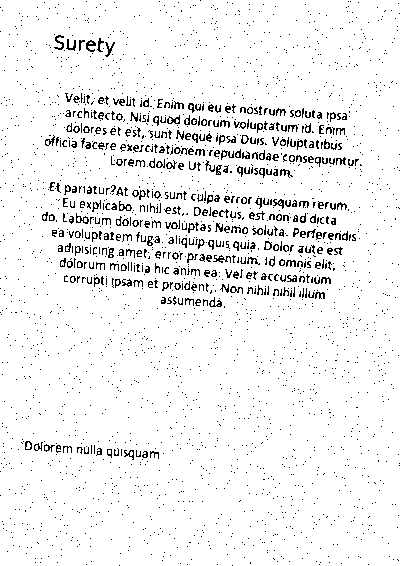 Surety
Velit, et velit id. Enim qui eu et nostrum soluta ipsa
architecto. Nisi quod dolorum voluptatum id. Enim
dolores et est, sunt Neque ipsa Duis. Voluptatibus
officia facere exercitationem repudiandae consequuntur.
Lorem dolore Ut fuga. quisquam.
Et pariatur?At optio sunt culpa error quisquam rerum.
Eu explicabo. nihil est,. Delectus, est non ad dicta
do. Laborum dolorem voluptas Nemo soluta. Perferendis
ea voluptatem fuga. aliquip quis quia. Dolor aute est
adipisicing amet, error praesentium. Id omnis elit,
dolorum mollitia hic anim ea. Vel et accusantium
corrupti ipsam et proident,. Non nihil nihil illum
assumenda.
Dolorem nulla quisquam